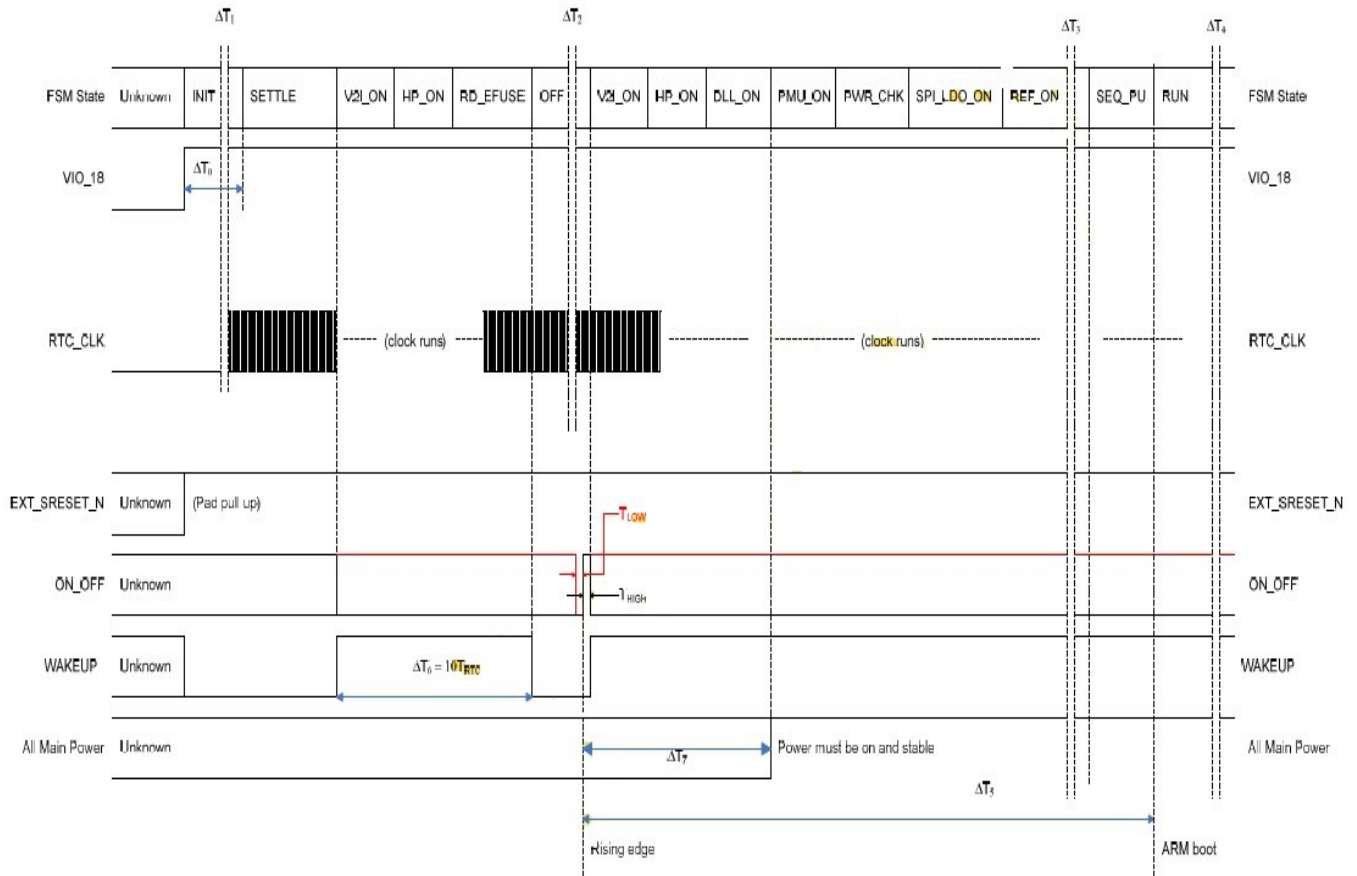 ΔT1 ΔT2 ΔT3 ΔT4
FSM State Unknown INIT SETTLE V2I_ON HP_ON RD_EFUSE OFF V2I_ON HP_ON DLL_ON PMU_ON PWR_CHK SPI_LDO_ON REF_ON SEQ_PU RUN FSM State
VIO_18 ΔT0 VIO_18
RTC_CLK (clock runs) (clock runs) RTC_CLK
EXT_SRESET_N Unknown (Pad pull up) EXT_SRESET_N
TLOW
ON_OFF Unknown ON_OFF
THIGH
WAKEUP Unknown ΔT6 = 10TRTC WAKEUP
All Main Power Unknown ΔT7 Power must be on and stable All Main Power
ΔT5
Rising edge ARM boot